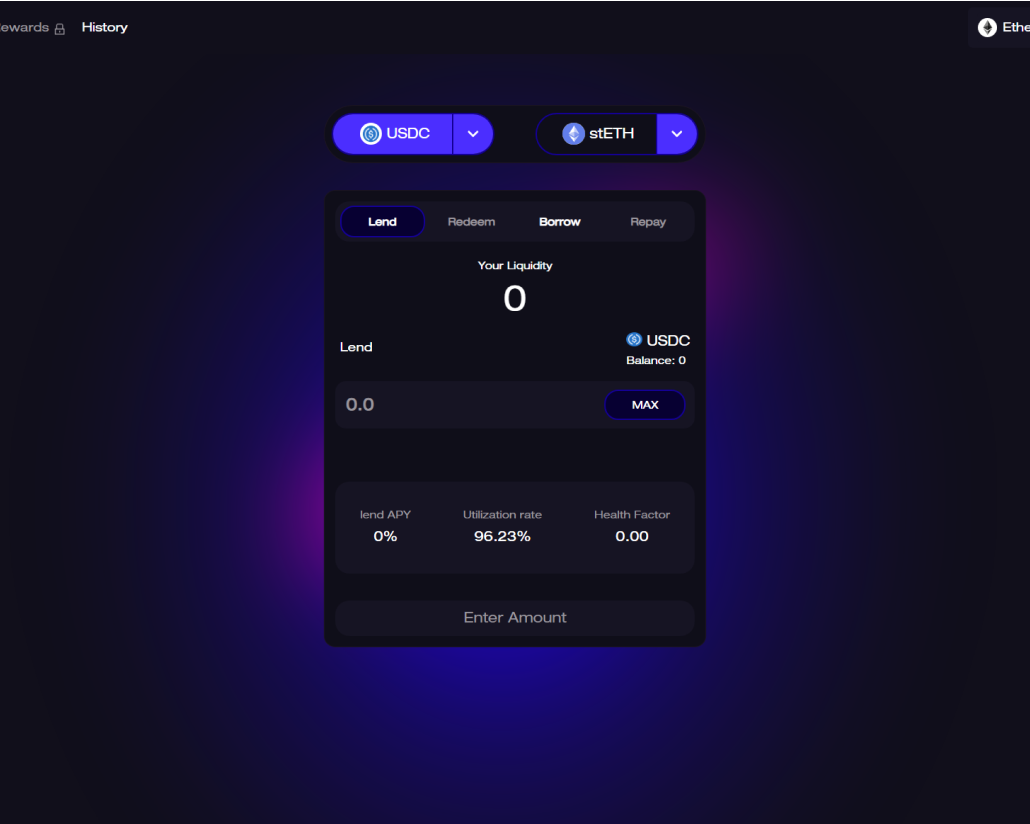 ewards History Ethe
USDC stETH
Lend Redeem Borrow Repay
Your Liquidity
0
Lend
USDC
Balance: 0
0.0 MAX
lend APY Utilization rate Health Factor
0% 96.23% 0.00
Enter Amount